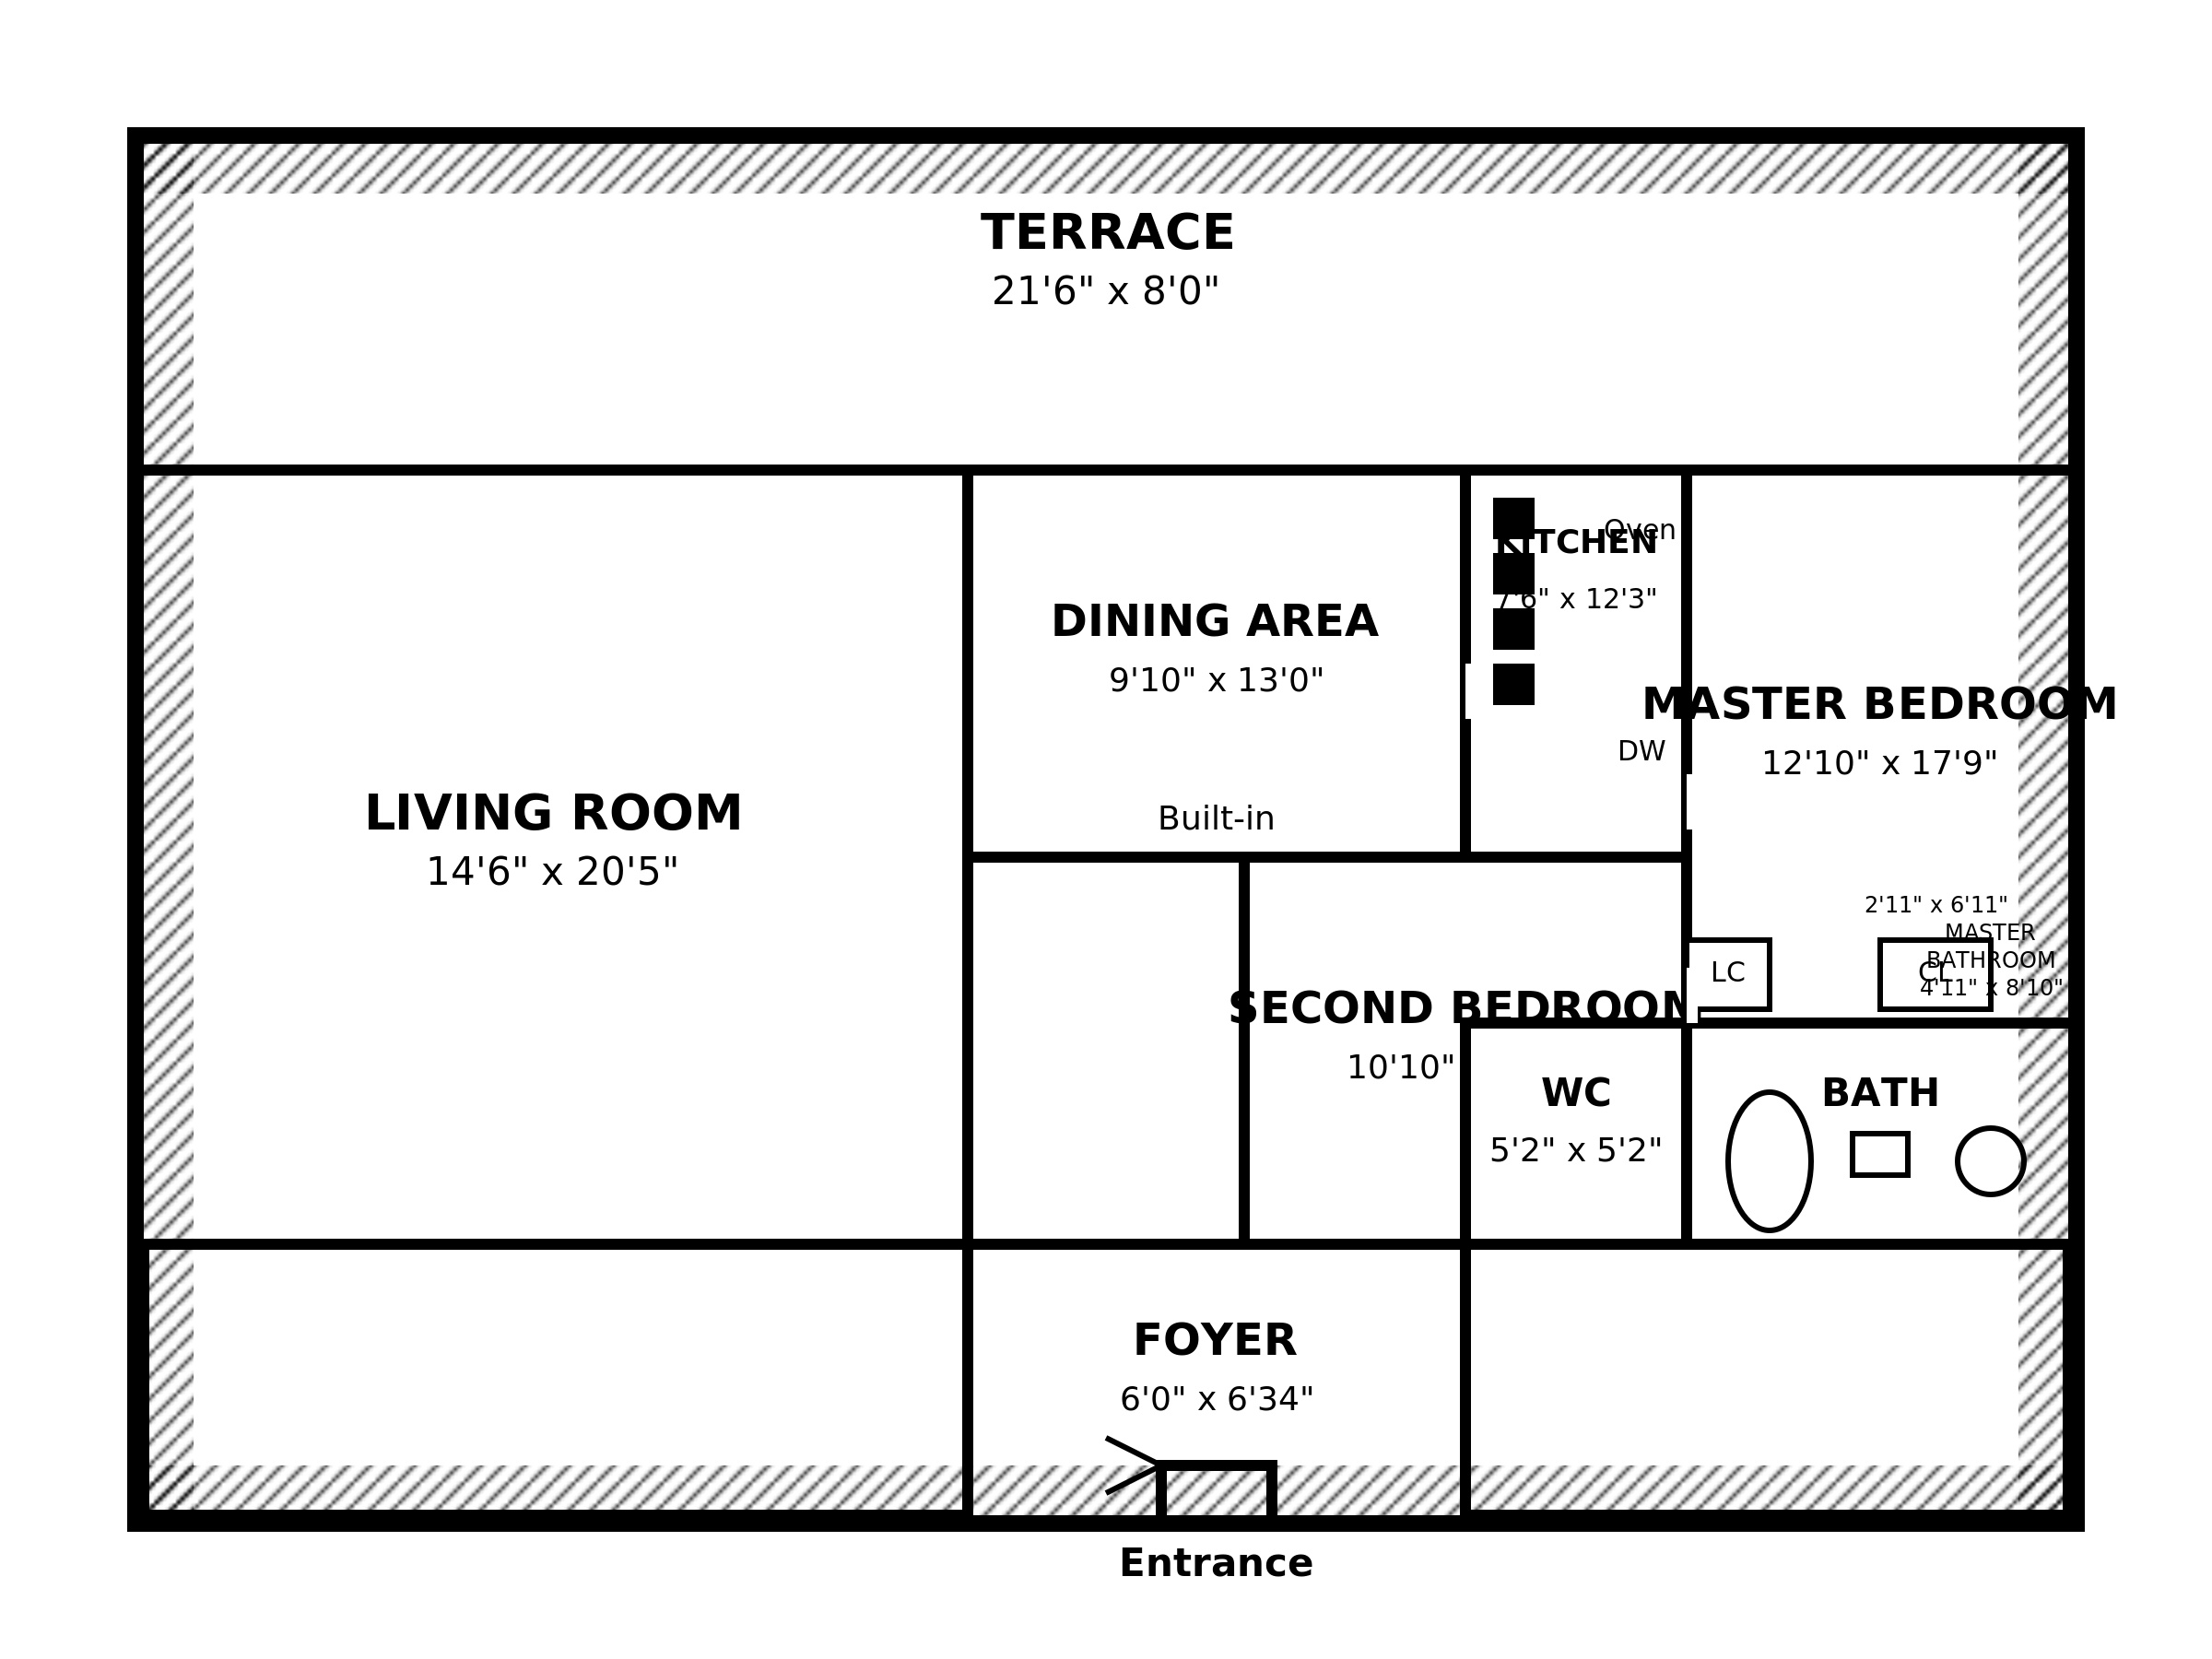 TERRACE
21'6" x 8'0"
Oven
KITCHEN
7'6" x 12'3"
DINING AREA
9'10" x 13'0"
MASTER BEDROOM
12'10" x 17'9"
DW
LIVING ROOM
14'6" x 20'5"
Built-in
2'11" x 6'11"
MASTER
BATHROOM
4'11" x 8'10"
LC
CL
SECOND BEDROOM
10'10"
WC
5'2" x 5'2"
BATH
FOYER
6'0" x 6'34"
Entrance